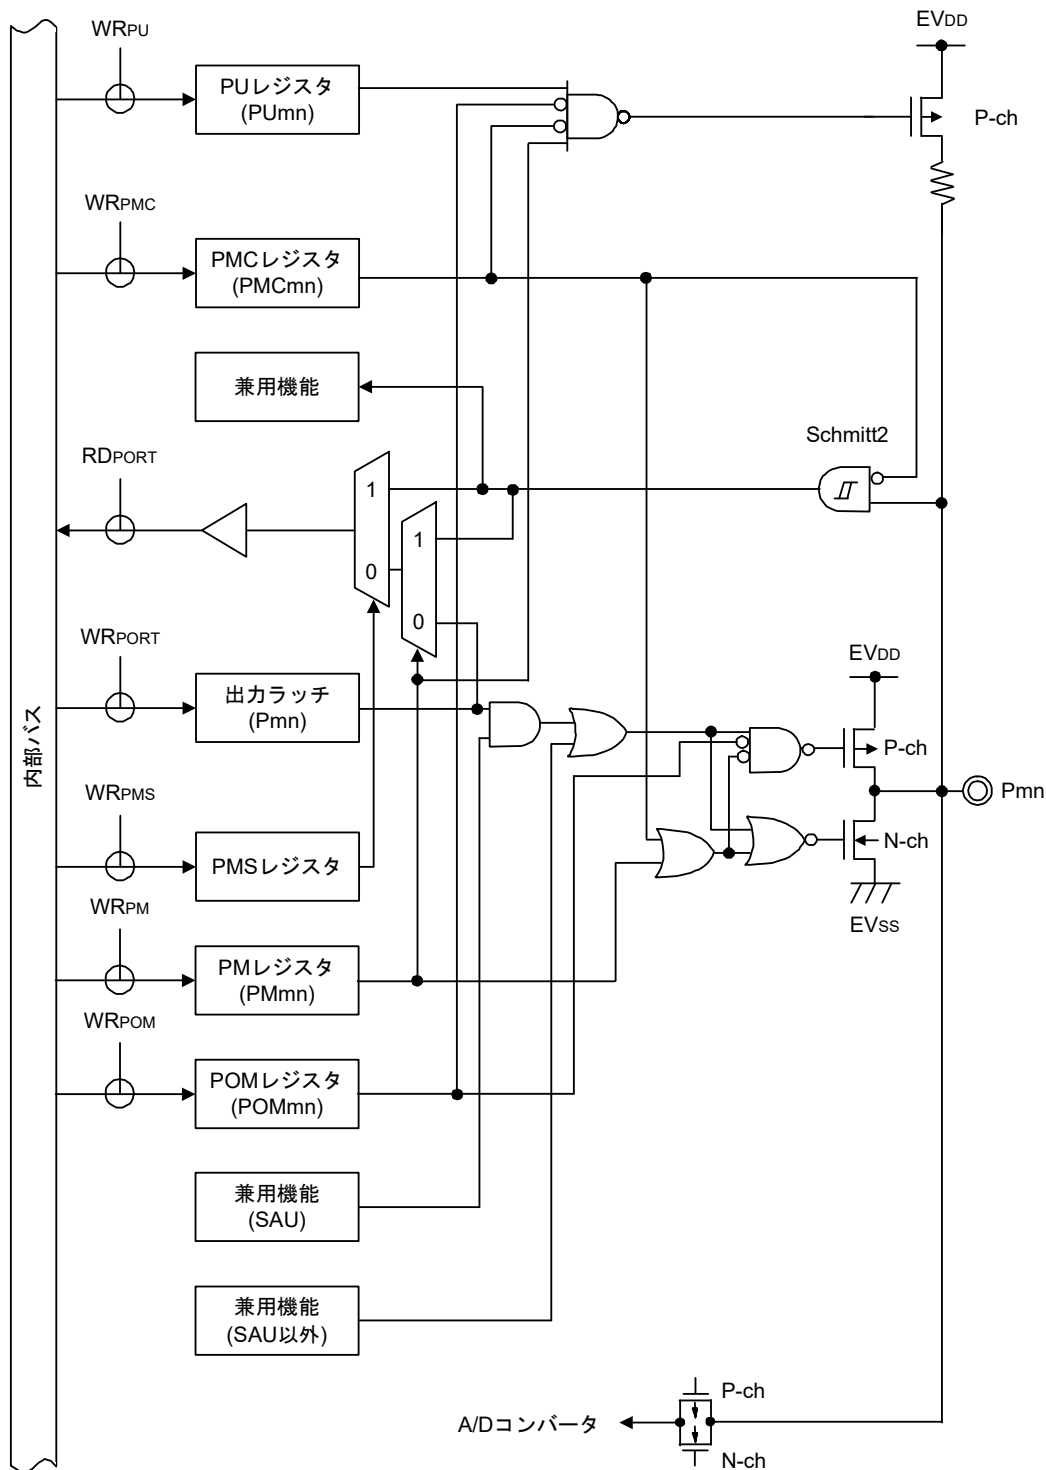 EVDD
WRPU
PUレジスタ
(PUmn)
P-ch
WRPMC
PMCレジスタ
(PMCmn)
兼用機能
Schmitt2
RDPORT
1
1
0
0
WRPORT
出力ラッチ
(Pmn)
EVDD
P-ch
内部バス
WRPMS
Pmn
PMSレジスタ
N-ch
WRPM
EVSS
PMレジスタ
(PMmn)
WRPOM
POMレジスタ
(POMmn)
兼用機能
(SAU)
兼用機能
(SAU以外)
P-ch
A/Dコンバータ
N-ch